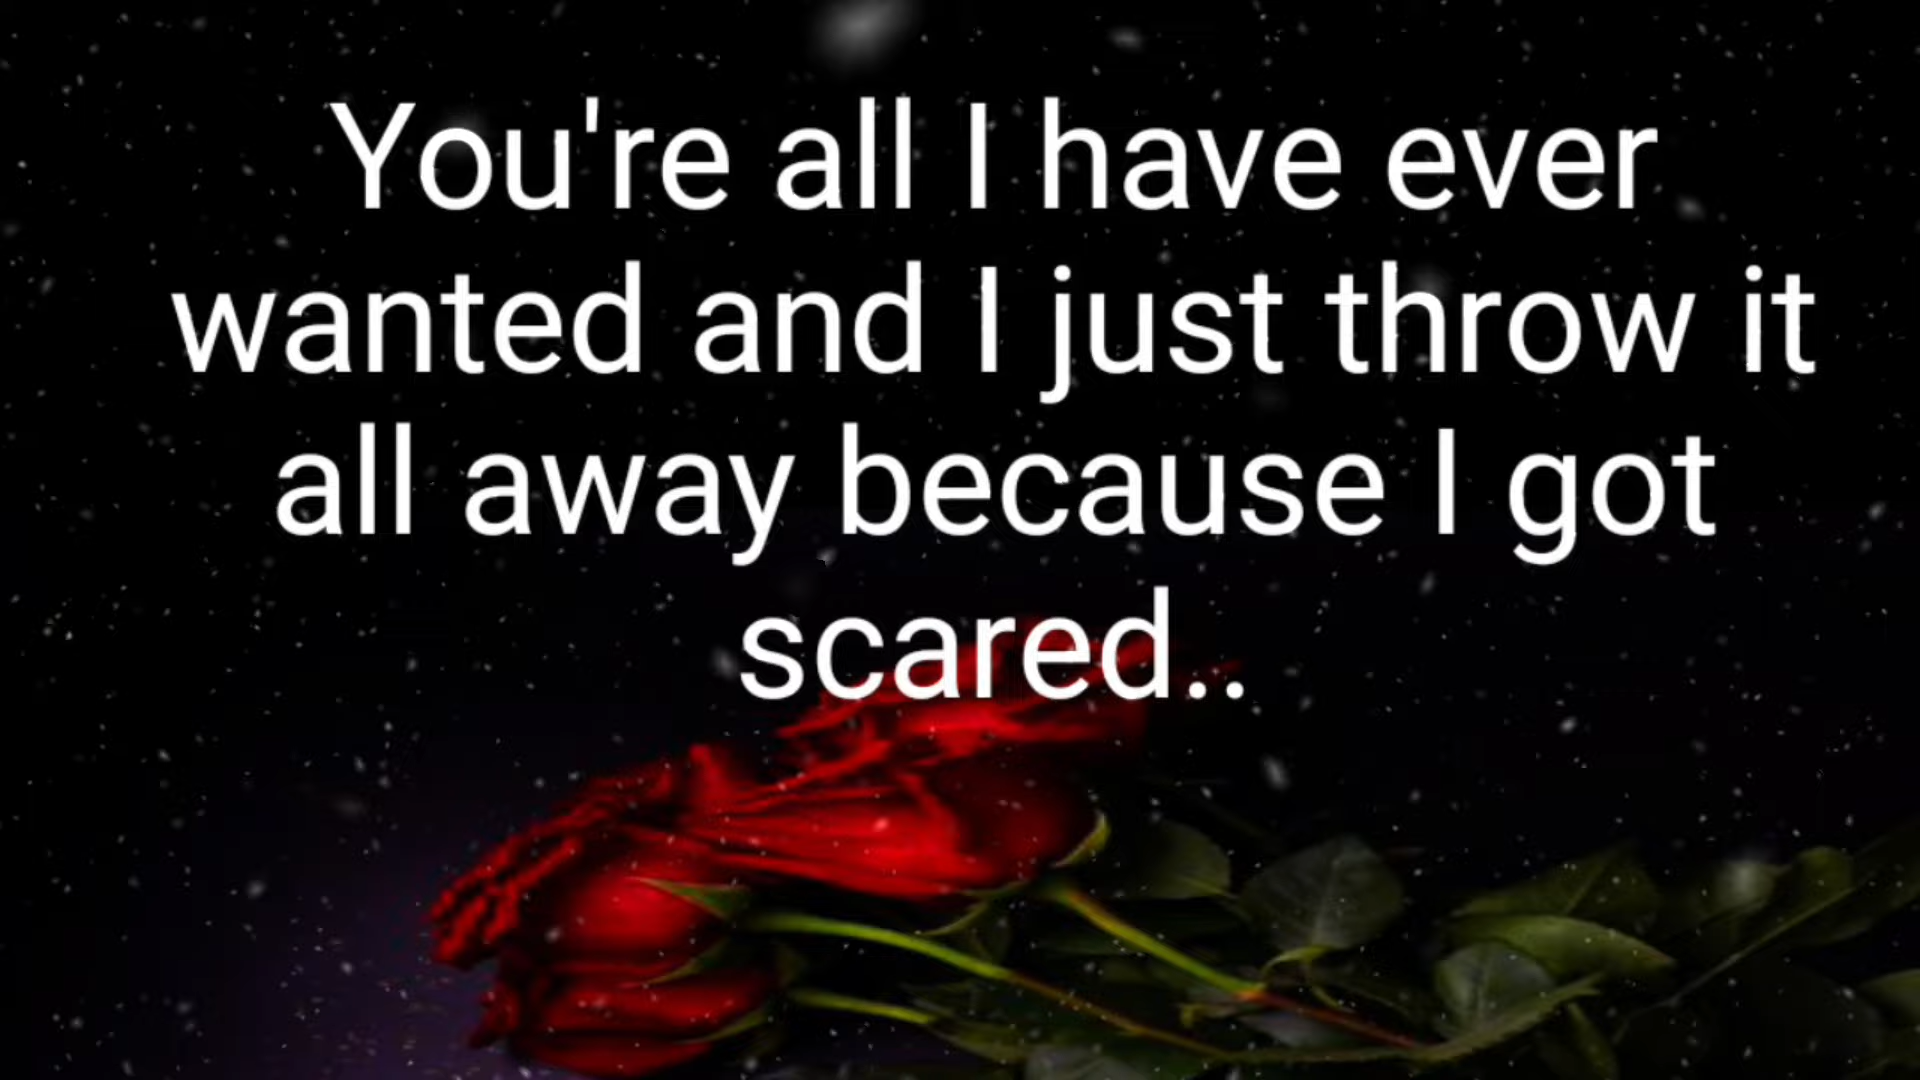 You're all I have ever
wanted and I just throw it
all away because I got
scared..